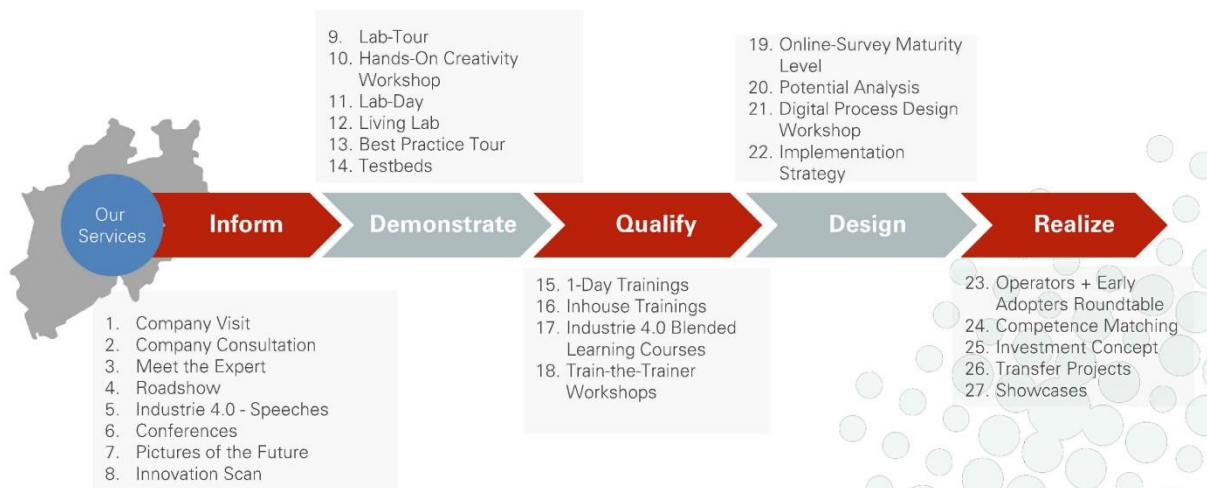 9. Lab-Tour
10. Hands-On Creativity
Workshop
11. Lab-Day
12. Living Lab
13. Best Practice Tour
14. Testbeds
19. Online-Survey Maturity
Level
20. Potential Analysis
21. Digital Process Design
Workshop
22. Implementation
Strategy
Our
Services
Inform
Demonstrate
Qualify
Design
Realize
1. Company Visit
2. Company Consultation
3. Meet the Expert
4. Roadshow
5. Industrie 4.0 - Speeches
6. Conferences
7. Pictures of the Future
8. Innovation Scan
15. 1-Day Trainings
16. Inhouse Trainings
17. Industrie 4.0 Blended
Learning Courses
18. Train-the-Trainer
Workshops
23. Operators + Early
Adopters Roundtable
24. Competence Matching
25. Investment Concept
26. Transfer Projects
27. Showcases